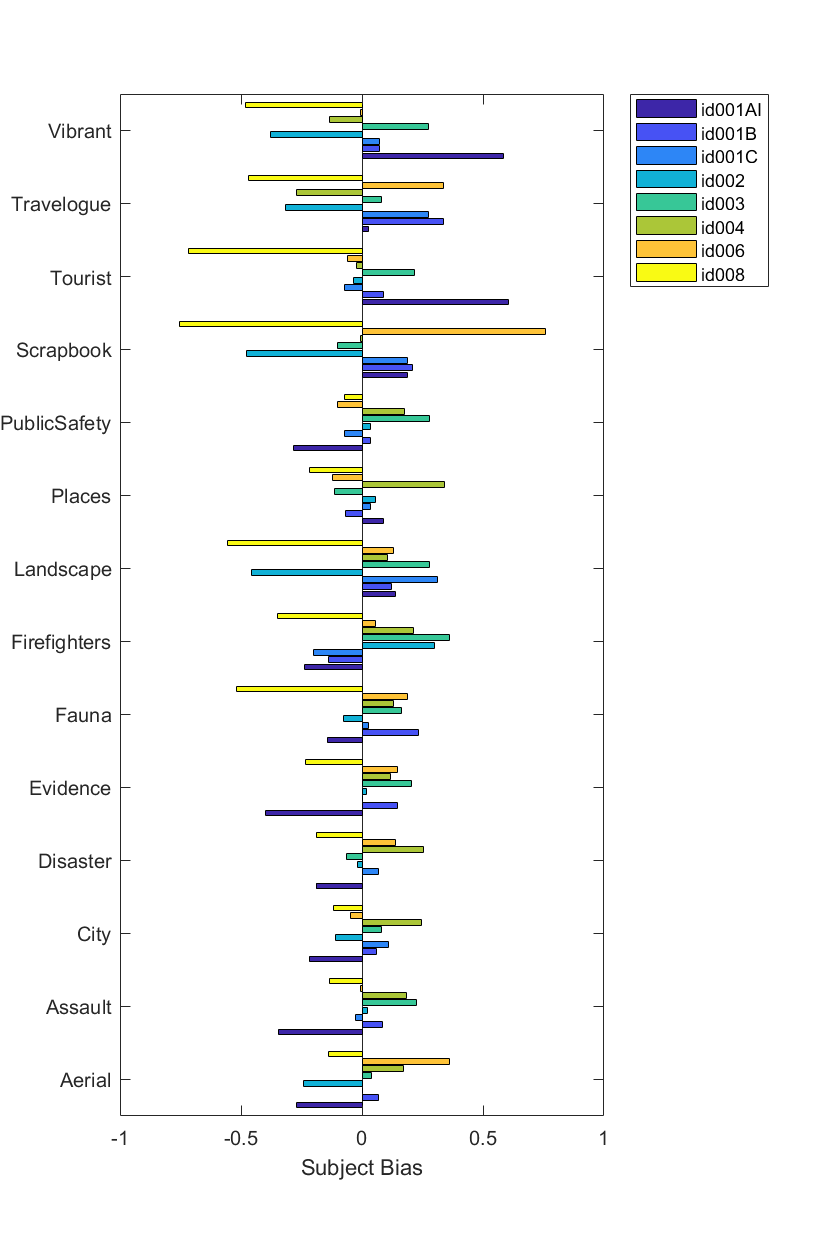 Vibrant
Travelogue
Tourist
Scrapbook
PublicSafety
Places
Landscape
Firefighters
Fauna
Evidence
Disaster
City
Assault
Aerial
-1
-0.5
0
0.5
1
Subject Bias
id001AI
id001B
id001C
id002
id003
id004
id006
id008